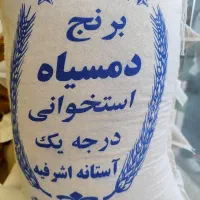 برنج
دمسیاه
استخوانی
درجه یک
آستانه اشرفیه